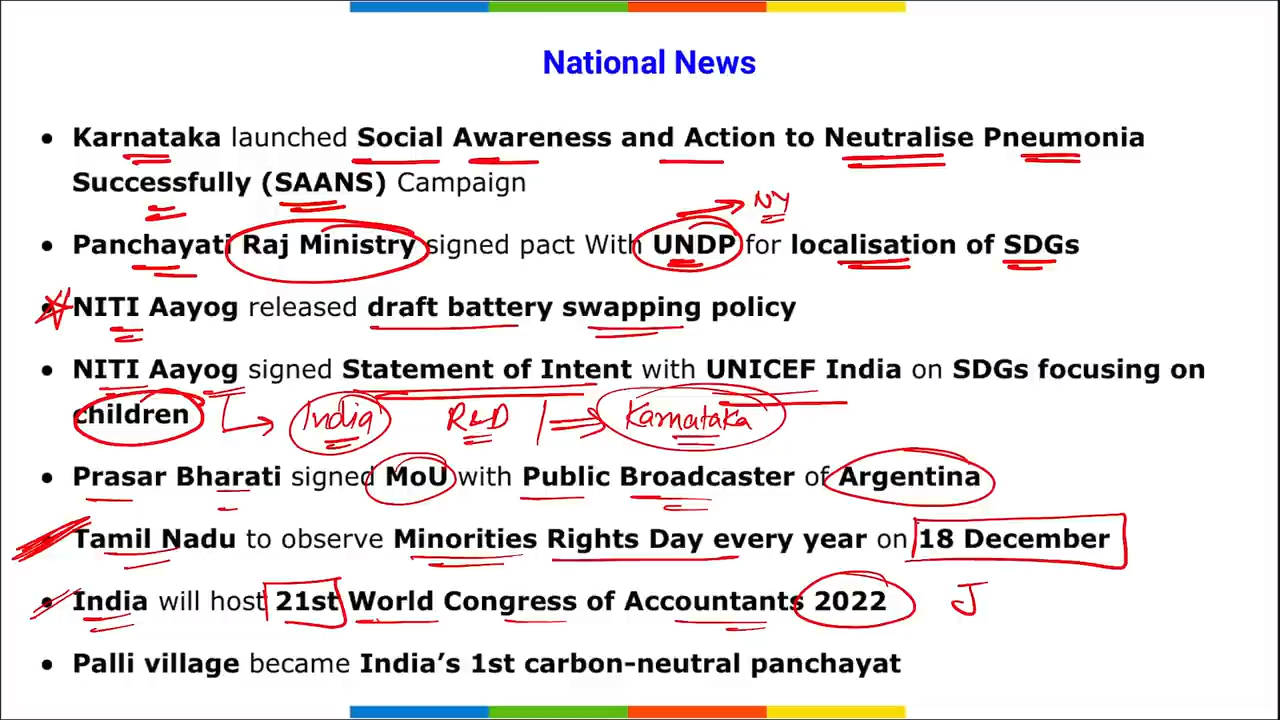 National News
• Karnataka launched Social Awareness and Action to Neutralise Pneumonia
Successfully (SAANS) Campaign
NY
• Panchayati Raj Ministry signed pact With UNDP for localisation of SDGs
• NITI Aayog released draft battery swapping policy
• NITI Aayog signed Statement of Intent with UNICEF India on SDGs focusing on
children India R&D Karnataka
• Prasar Bharati signed MoU with Public Broadcaster of Argentina
• Tamil Nadu to observe Minorities Rights Day every year on 18 December
• India will host 21st World Congress of Accountants 2022 J
• Palli village became India's 1st carbon-neutral panchayat